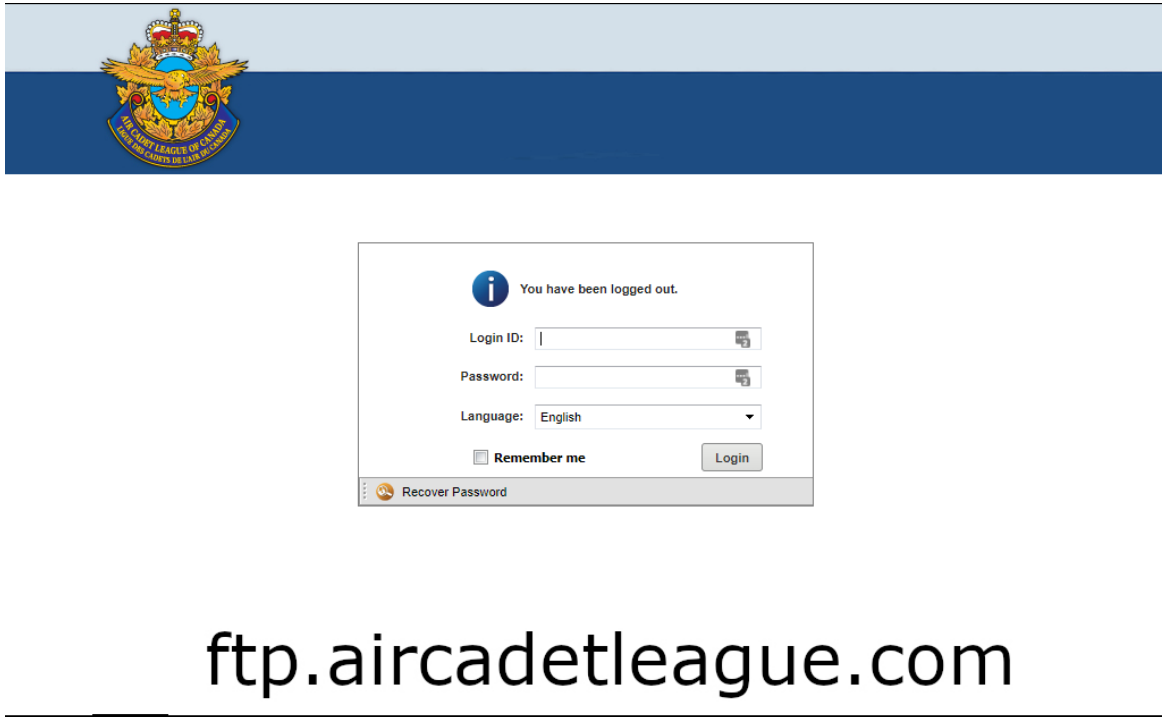 AIR CADET LEAGUE OF CANADA
LIGUE DES CADETS DE L'AIR DU CANADA
You have been logged out.
Login ID:
Password:
Language: English
Remember me Login
Recover Password
ftp.aircadetleague.com